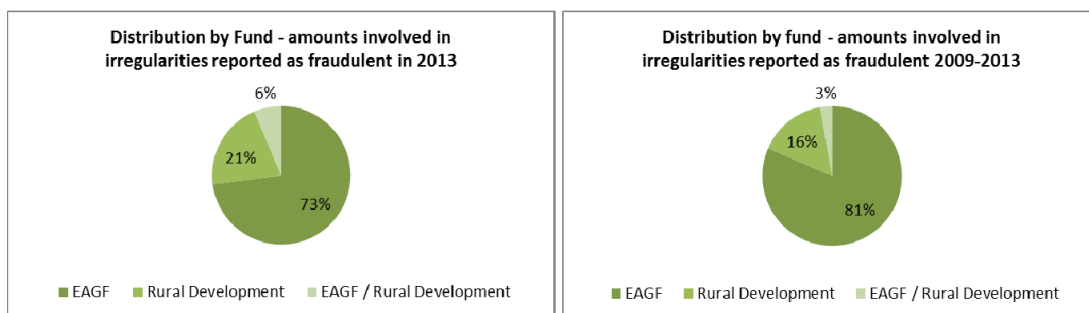 Distribution by Fund - amounts involved in
irregularities reported as fraudulent in 2013
6%
21%
73%
EAGF Rural Development EAGF / Rural Development
Distribution by fund - amounts involved in
irregularities reported as fraudulent 2009-2013
3%
16%
81%
EAGF Rural Development EAGF / Rural Development